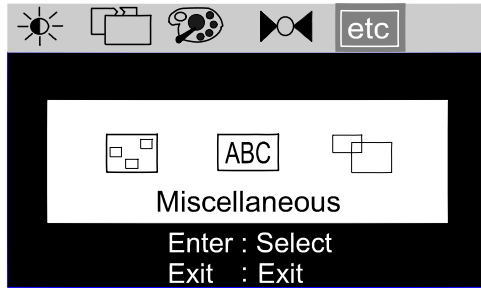 etc
ABC
Miscellaneous
Enter : Select
Exit : Exit